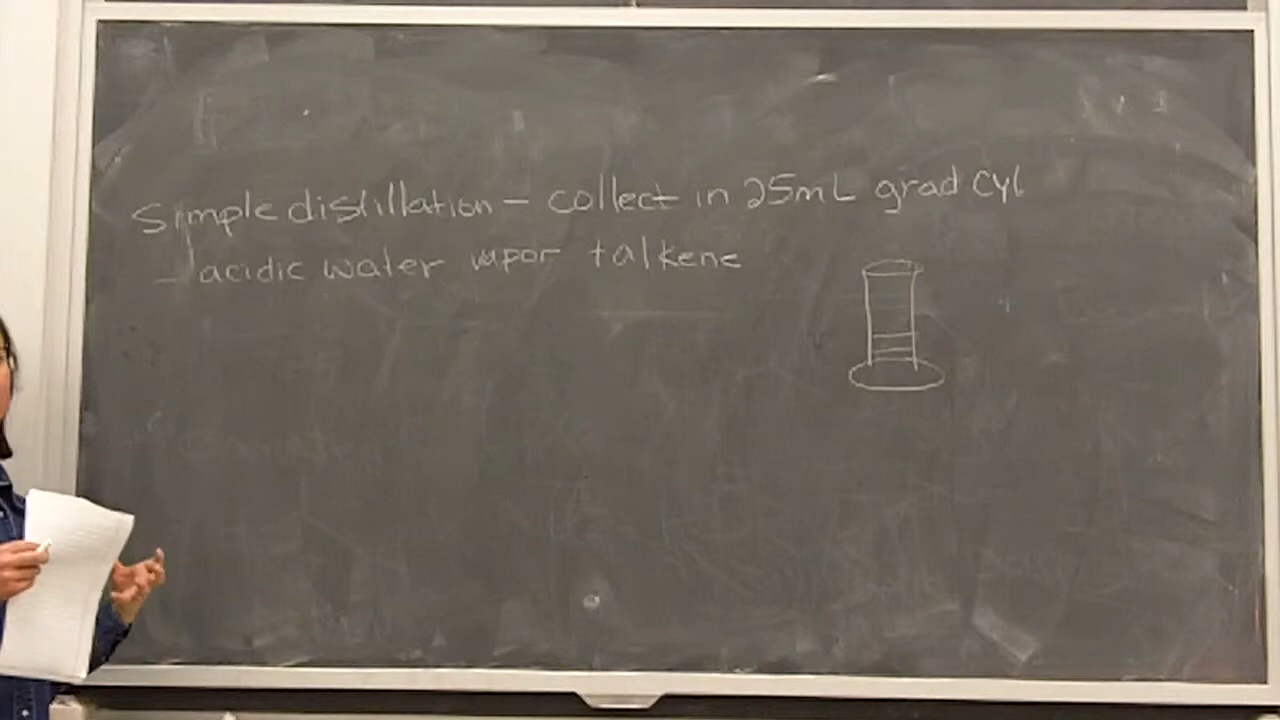 Simple distillation - collect in 25mL grad cyl
acidic water vapor + alkene